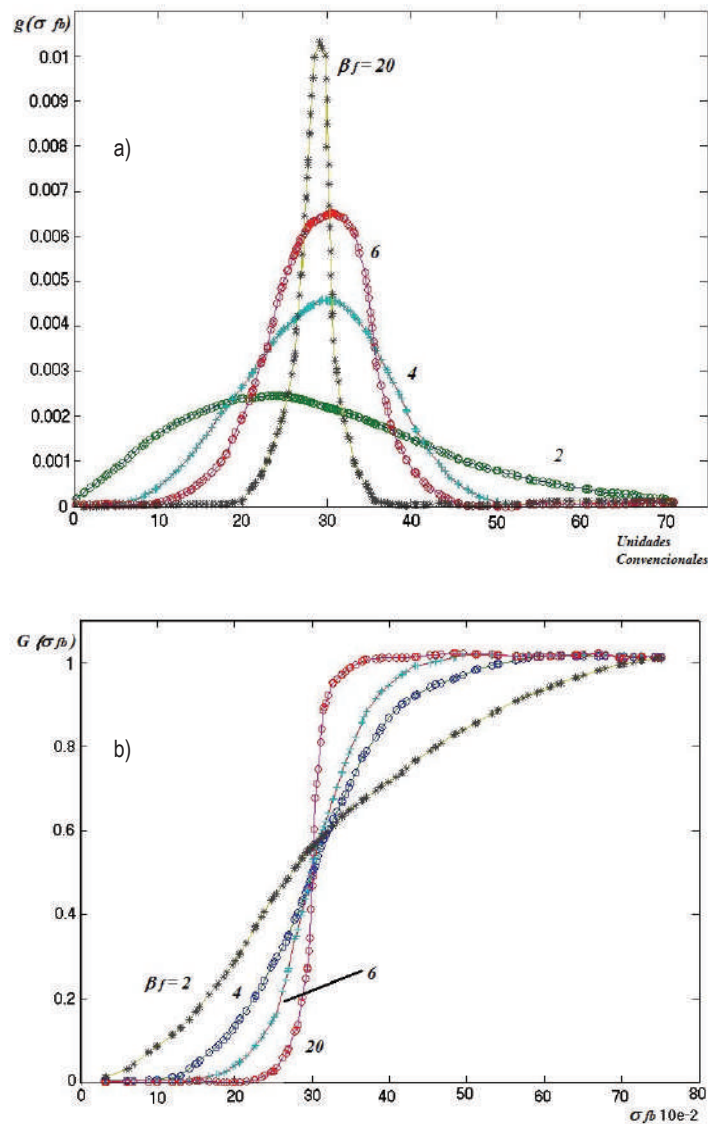 g(σ fb)
0.01
0.009
0.008
0.007
0.006
0.005
0.004
0.003
0.002
0.001
0
a)
β f = 20
6
4
2
0 10 20 30 40 50 60 70
Unidades
Convencionales
G (σ fb)
1
0.8
0.6
0.4
0.2
0
b)
β f = 2
4
6
20
0 10 20 30 40 50 60 70 80
σ fb 10e-2